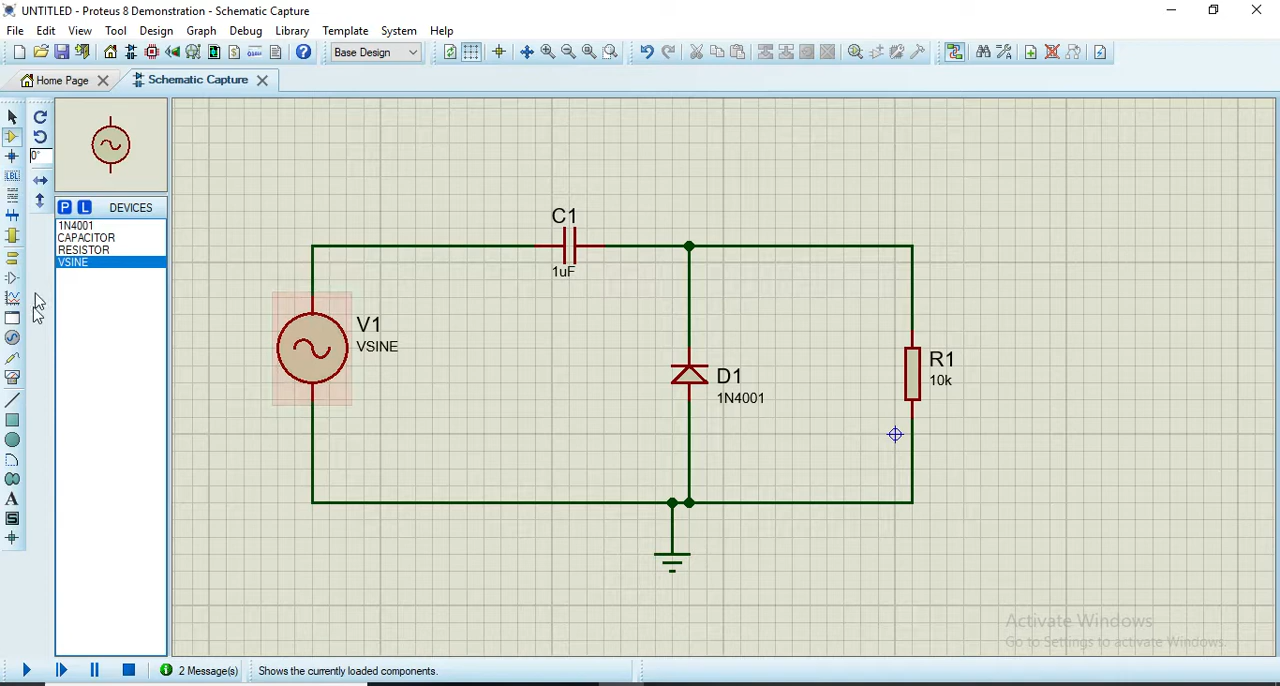 UNTITLED - Proteus 8 Demonstration - Schematic Capture
File Edit View Tool Design Graph Debug Library Template System Help
Base Design
Home Page
Schematic Capture
0°
P L DEVICES
1N4001
CAPACITOR
RESISTOR
VSINE
LBL
A
S
C1
1uF
V1
VSINE
D1
1N4001
R1
10k
Activate Windows
Go to Settings to activate Windows.
2 Message(s)
Shows the currently loaded components.